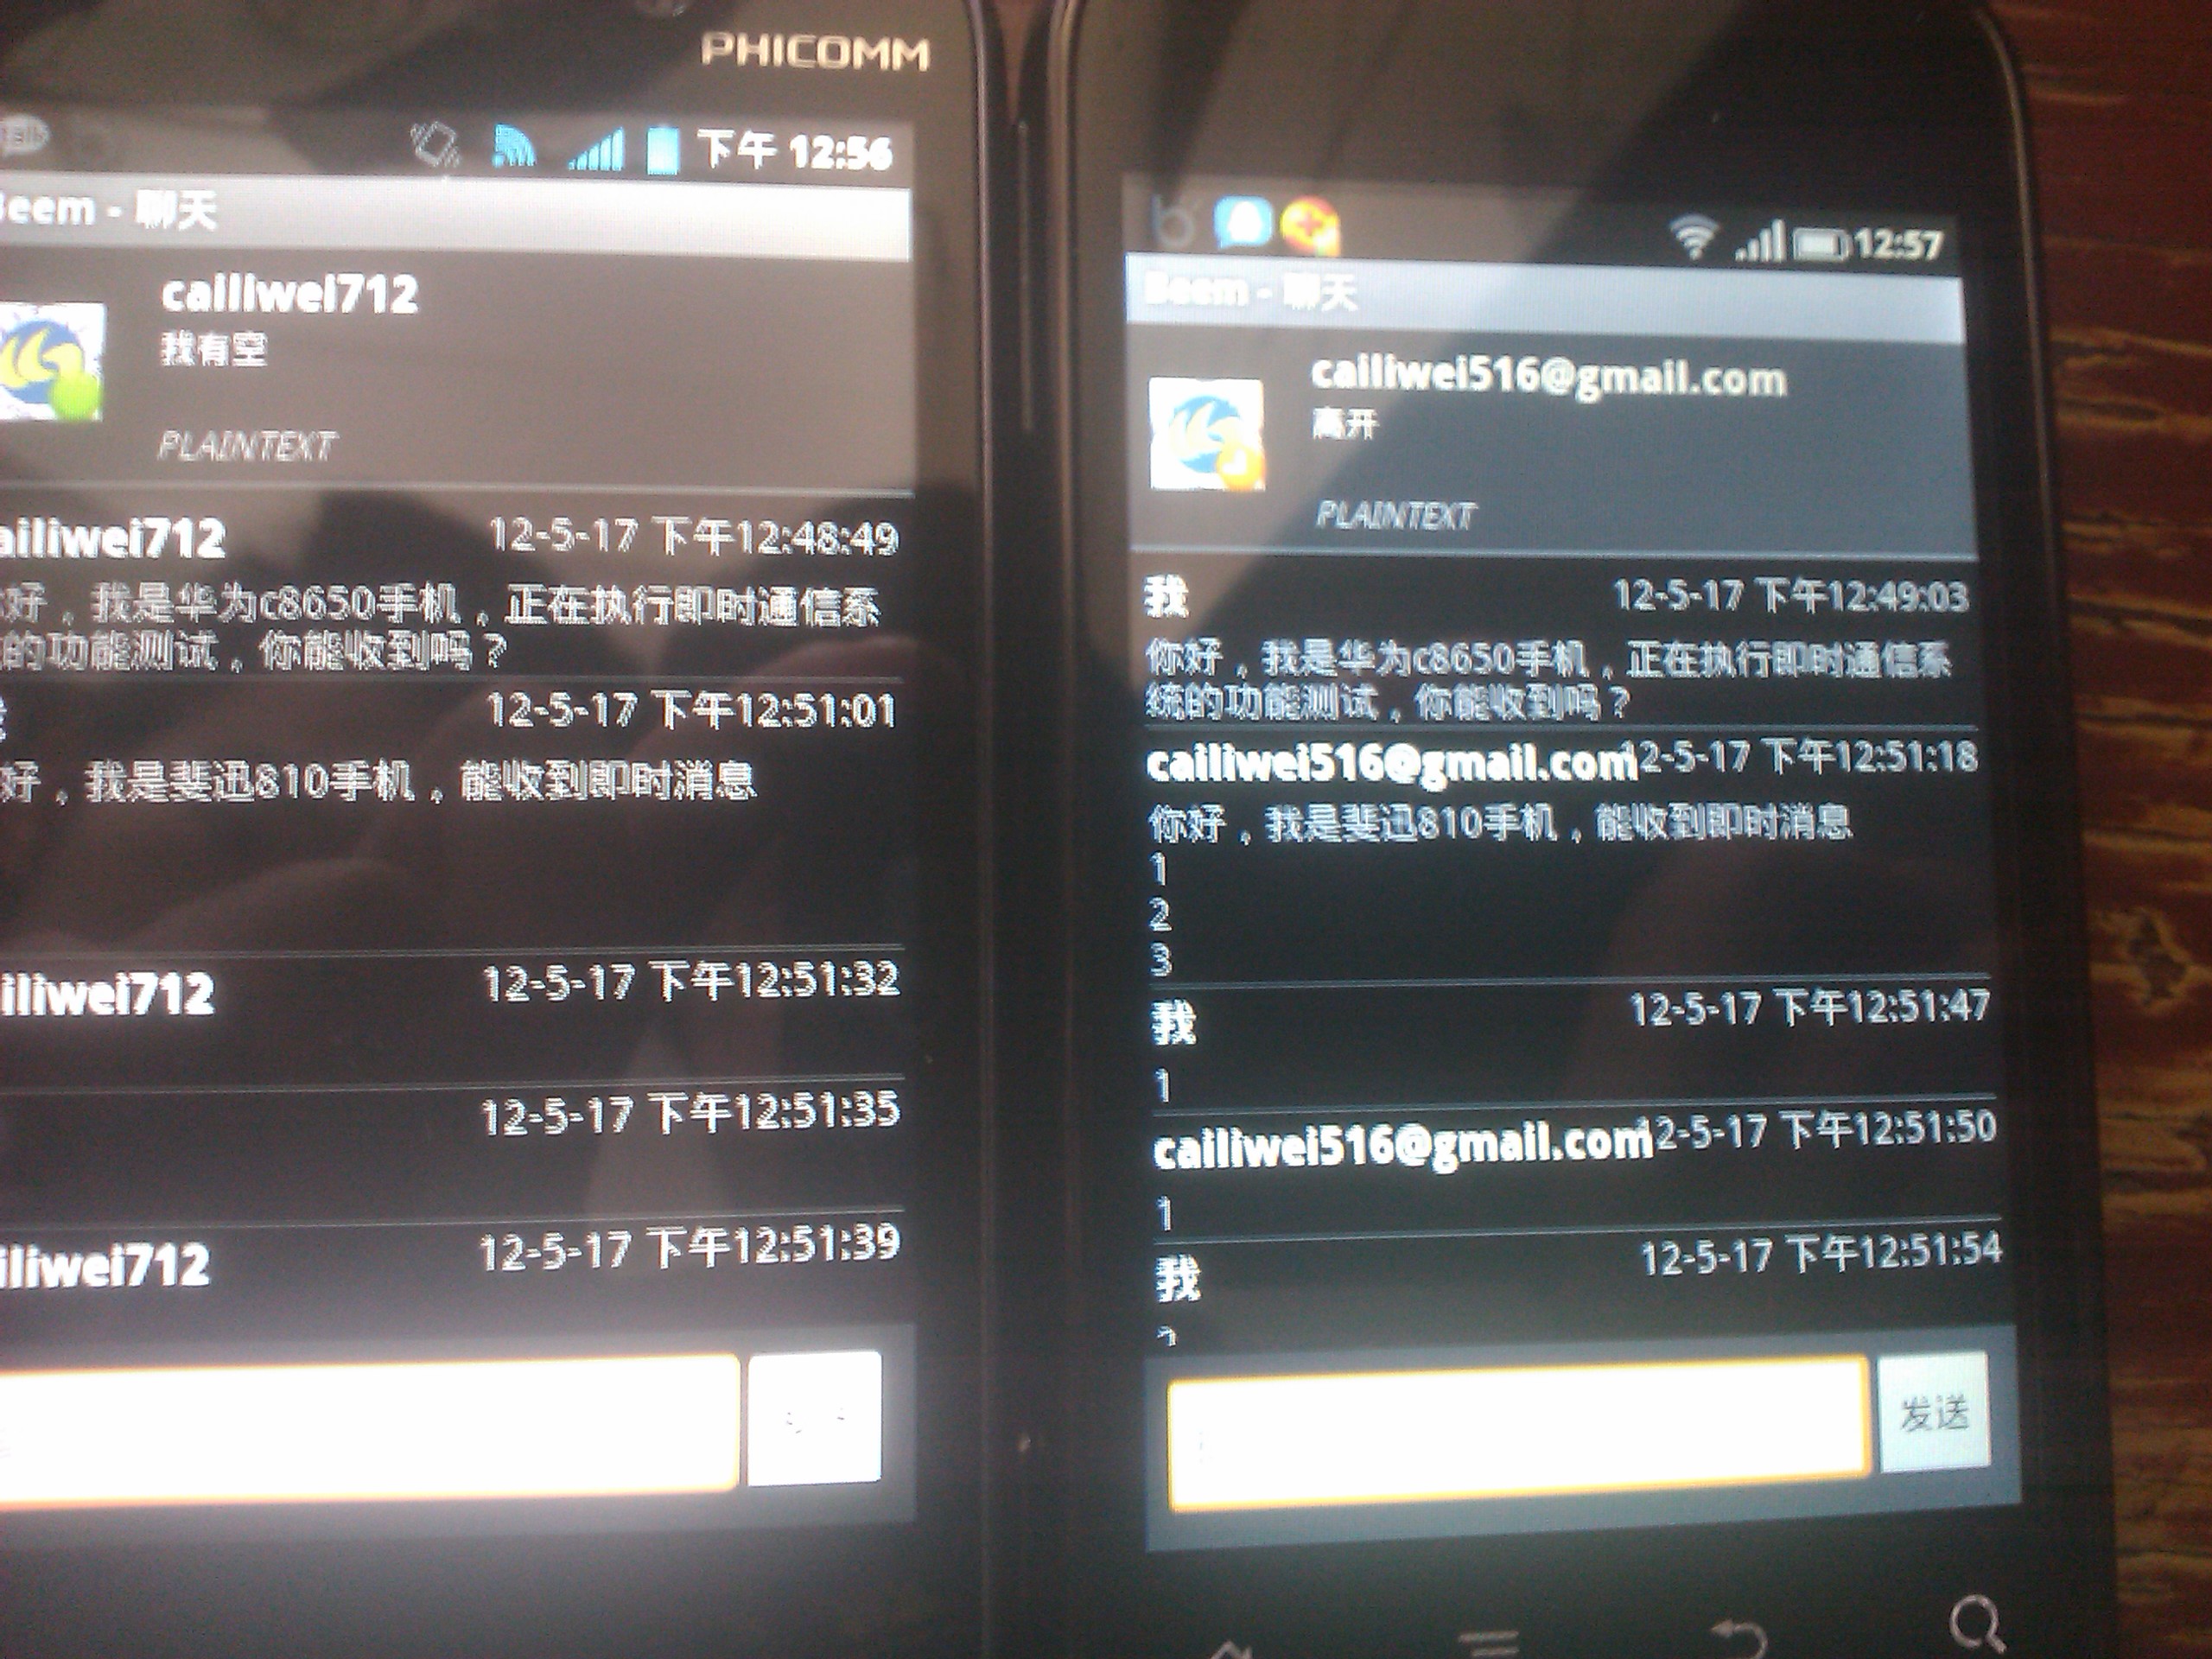 PHICOMM
下午 12:56
eem - 聊天
cailiwei712
我有空
PLAINTEXT
ailiwei712 12-5-17 下午12:48:49
好，我是华为c8650手机，正在执行即时通信系
的功能测试，你能收到吗？
12-5-17 下午12:51:01
好，我是斐迅810手机，能收到即时消息
iliwei712 12-5-17 下午12:51:32
12-5-17 下午12:51:35
iliwei712 12-5-17 下午12:51:39
12:57
Beem - 聊天
cailiwei516@gmail.com
离开
PLAINTEXT
我 12-5-17 下午12:49:03
你好，我是华为c8650手机，正在执行即时通信系
统的功能测试，你能收到吗？
cailiwei516@gmail.com 12-5-17 下午12:51:18
你好，我是斐迅810手机，能收到即时消息
1
2
3
我 12-5-17 下午12:51:47
1
cailiwei516@gmail.com 12-5-17 下午12:51:50
1
我 12-5-17 下午12:51:54
发送